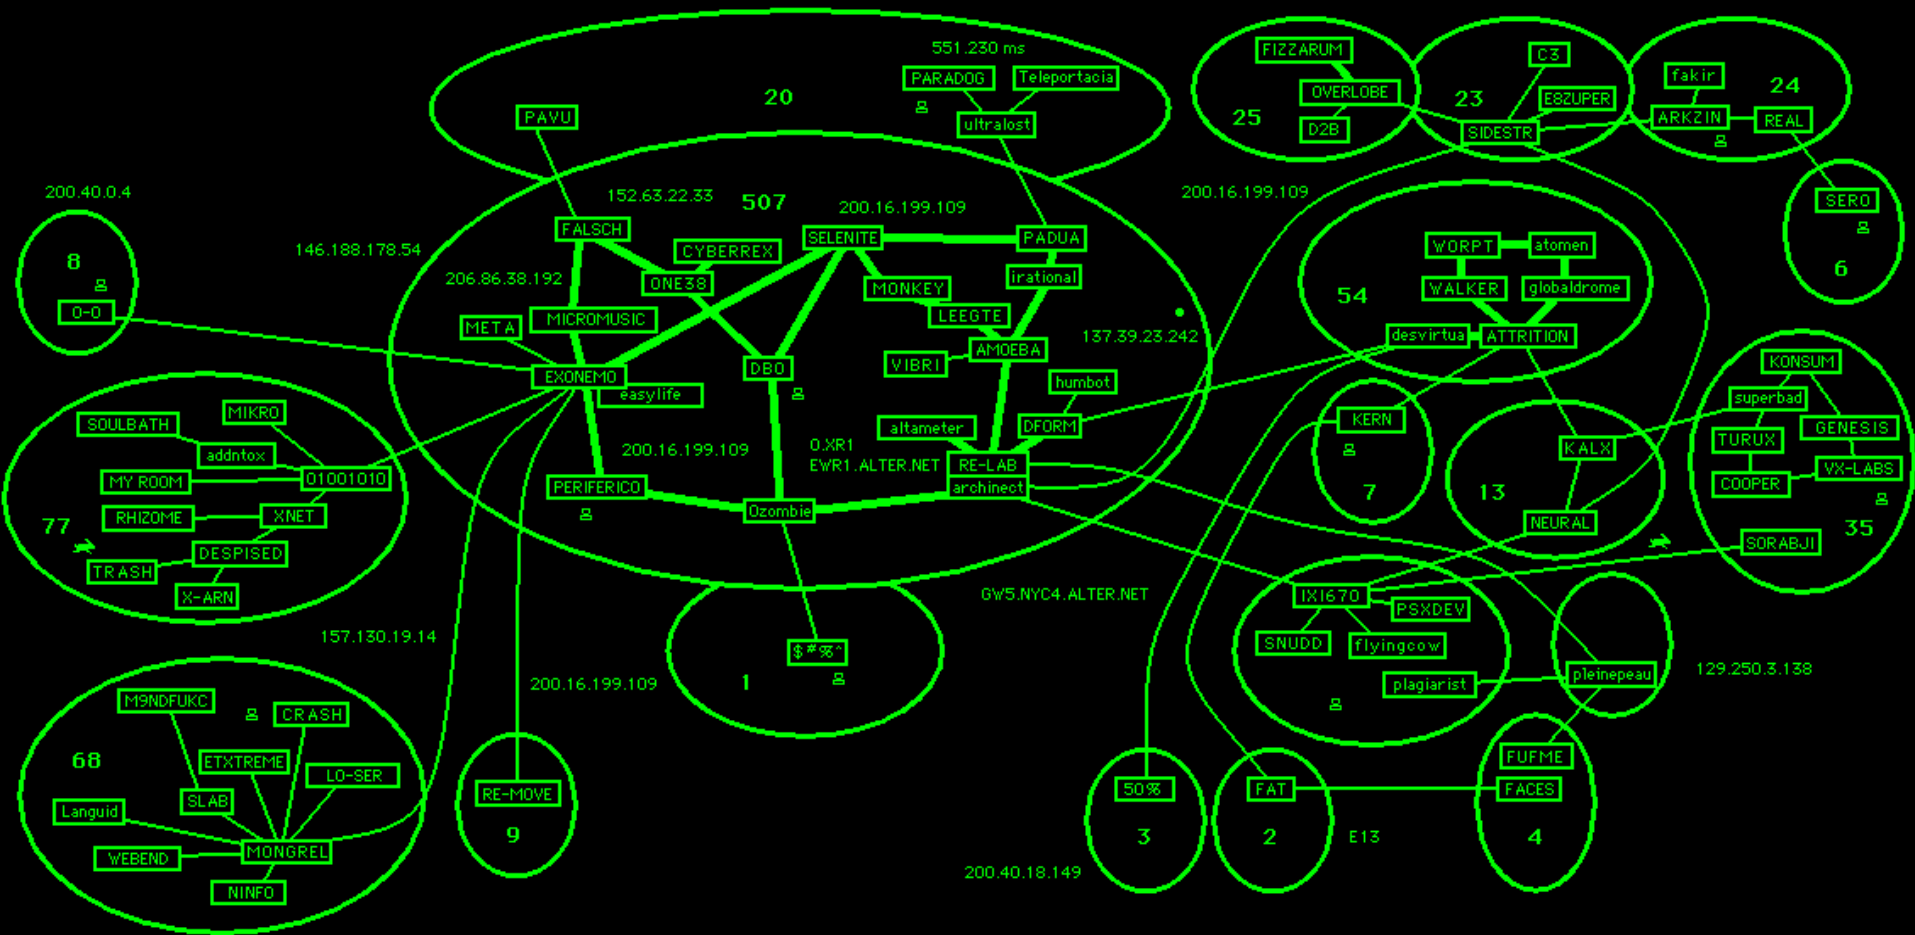 551.230 ms
PARADOG
Teleportacia
20
PAVU
ultralost
FIZZARUM
OVERLOBE
25
D2B
C3
23
E8ZUPER
SIDESTR
fakir
24
ARKZIN
REAL
200.40.0.4
8
0-0
152.63.22.33
507
200.16.199.109
146.188.178.54
FALSCH
SELENITE
PADUA
CYBERREX
206.86.38.192
ONE38
MONKEY
irational
META
MICROMUSIC
LEEGTE
137.39.23.242
VIBRI
AMOEBA
EXONEMO
DBO
easylife
humbot
altameter
DFORM
200.16.199.109
0.XR1
EWR1.ALTER.NET
RE-LAB
PERIFERICO
archinect
Ozombie
200.16.199.109
SERO
6
WORPT
atomen
54
WALKER
globaldrome
desvirtua
ATTRITION
KONSUM
superbad
GENESIS
TURUX
VX-LABS
COOPER
35
SORABJI
KERN
7
KALX
13
NEURAL
SOULBATH
MIKRO
addntox
MY ROOM
01001010
RHIZOME
XNET
77
DESPISED
TRASH
X-ARN
157.130.19.14
GW5.NYC4.ALTER.NET
$#%^
1
200.16.199.109
IXI670
PSXDEV
SNUDD
flyingcow
plagiarist
pleinepeau
129.250.3.138
M9NDFUKC
CRASH
68
ETXTREME
LO-SER
Languid
SLAB
WEBEND
MONGREL
NINFO
RE-MOVE
9
FUFME
50%
FAT
FACES
3
2
E13
4
200.40.18.149